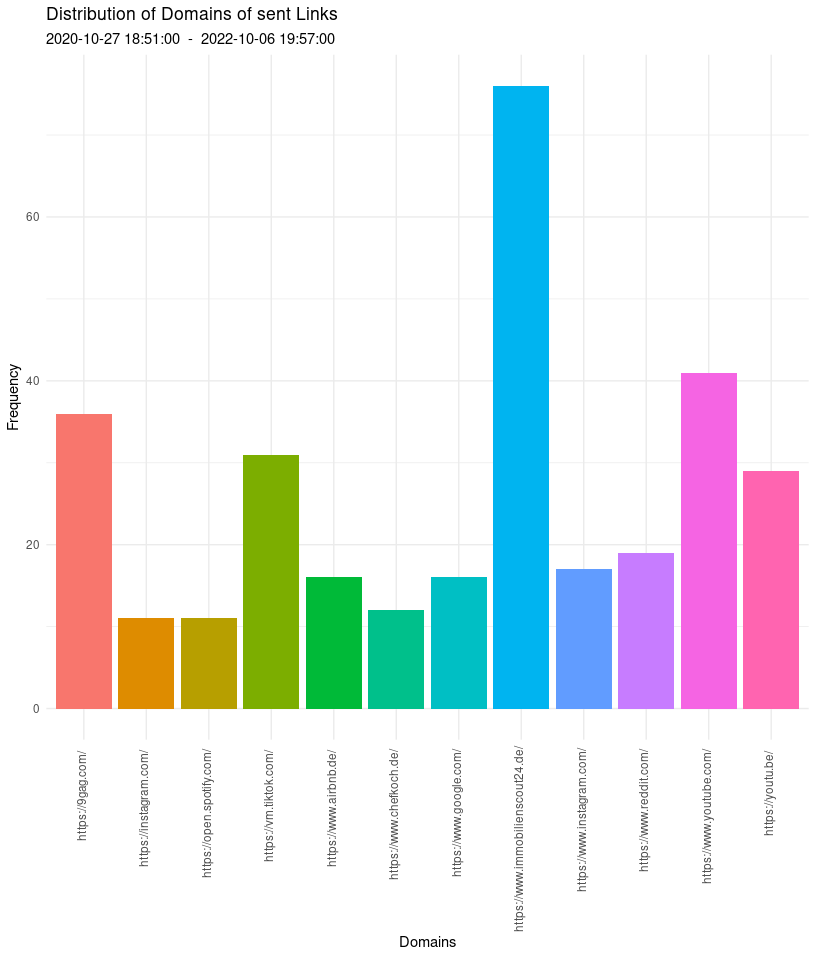 Distribution of Domains of sent Links
2020-10-27 18:51:00  -  2022-10-06 19:57:00
Frequency
60
40
20
0
https://9gag.com/
https://instagram.com/
https://open.spotify.com/
https://vm.tiktok.com/
https://www.airbnb.de/
https://www.chefkoch.de/
https://www.google.com/
https://www.immobilienscout24.de/
https://www.instagram.com/
https://www.reddit.com/
https://www.youtube.com/
https://youtu.be/
Domains